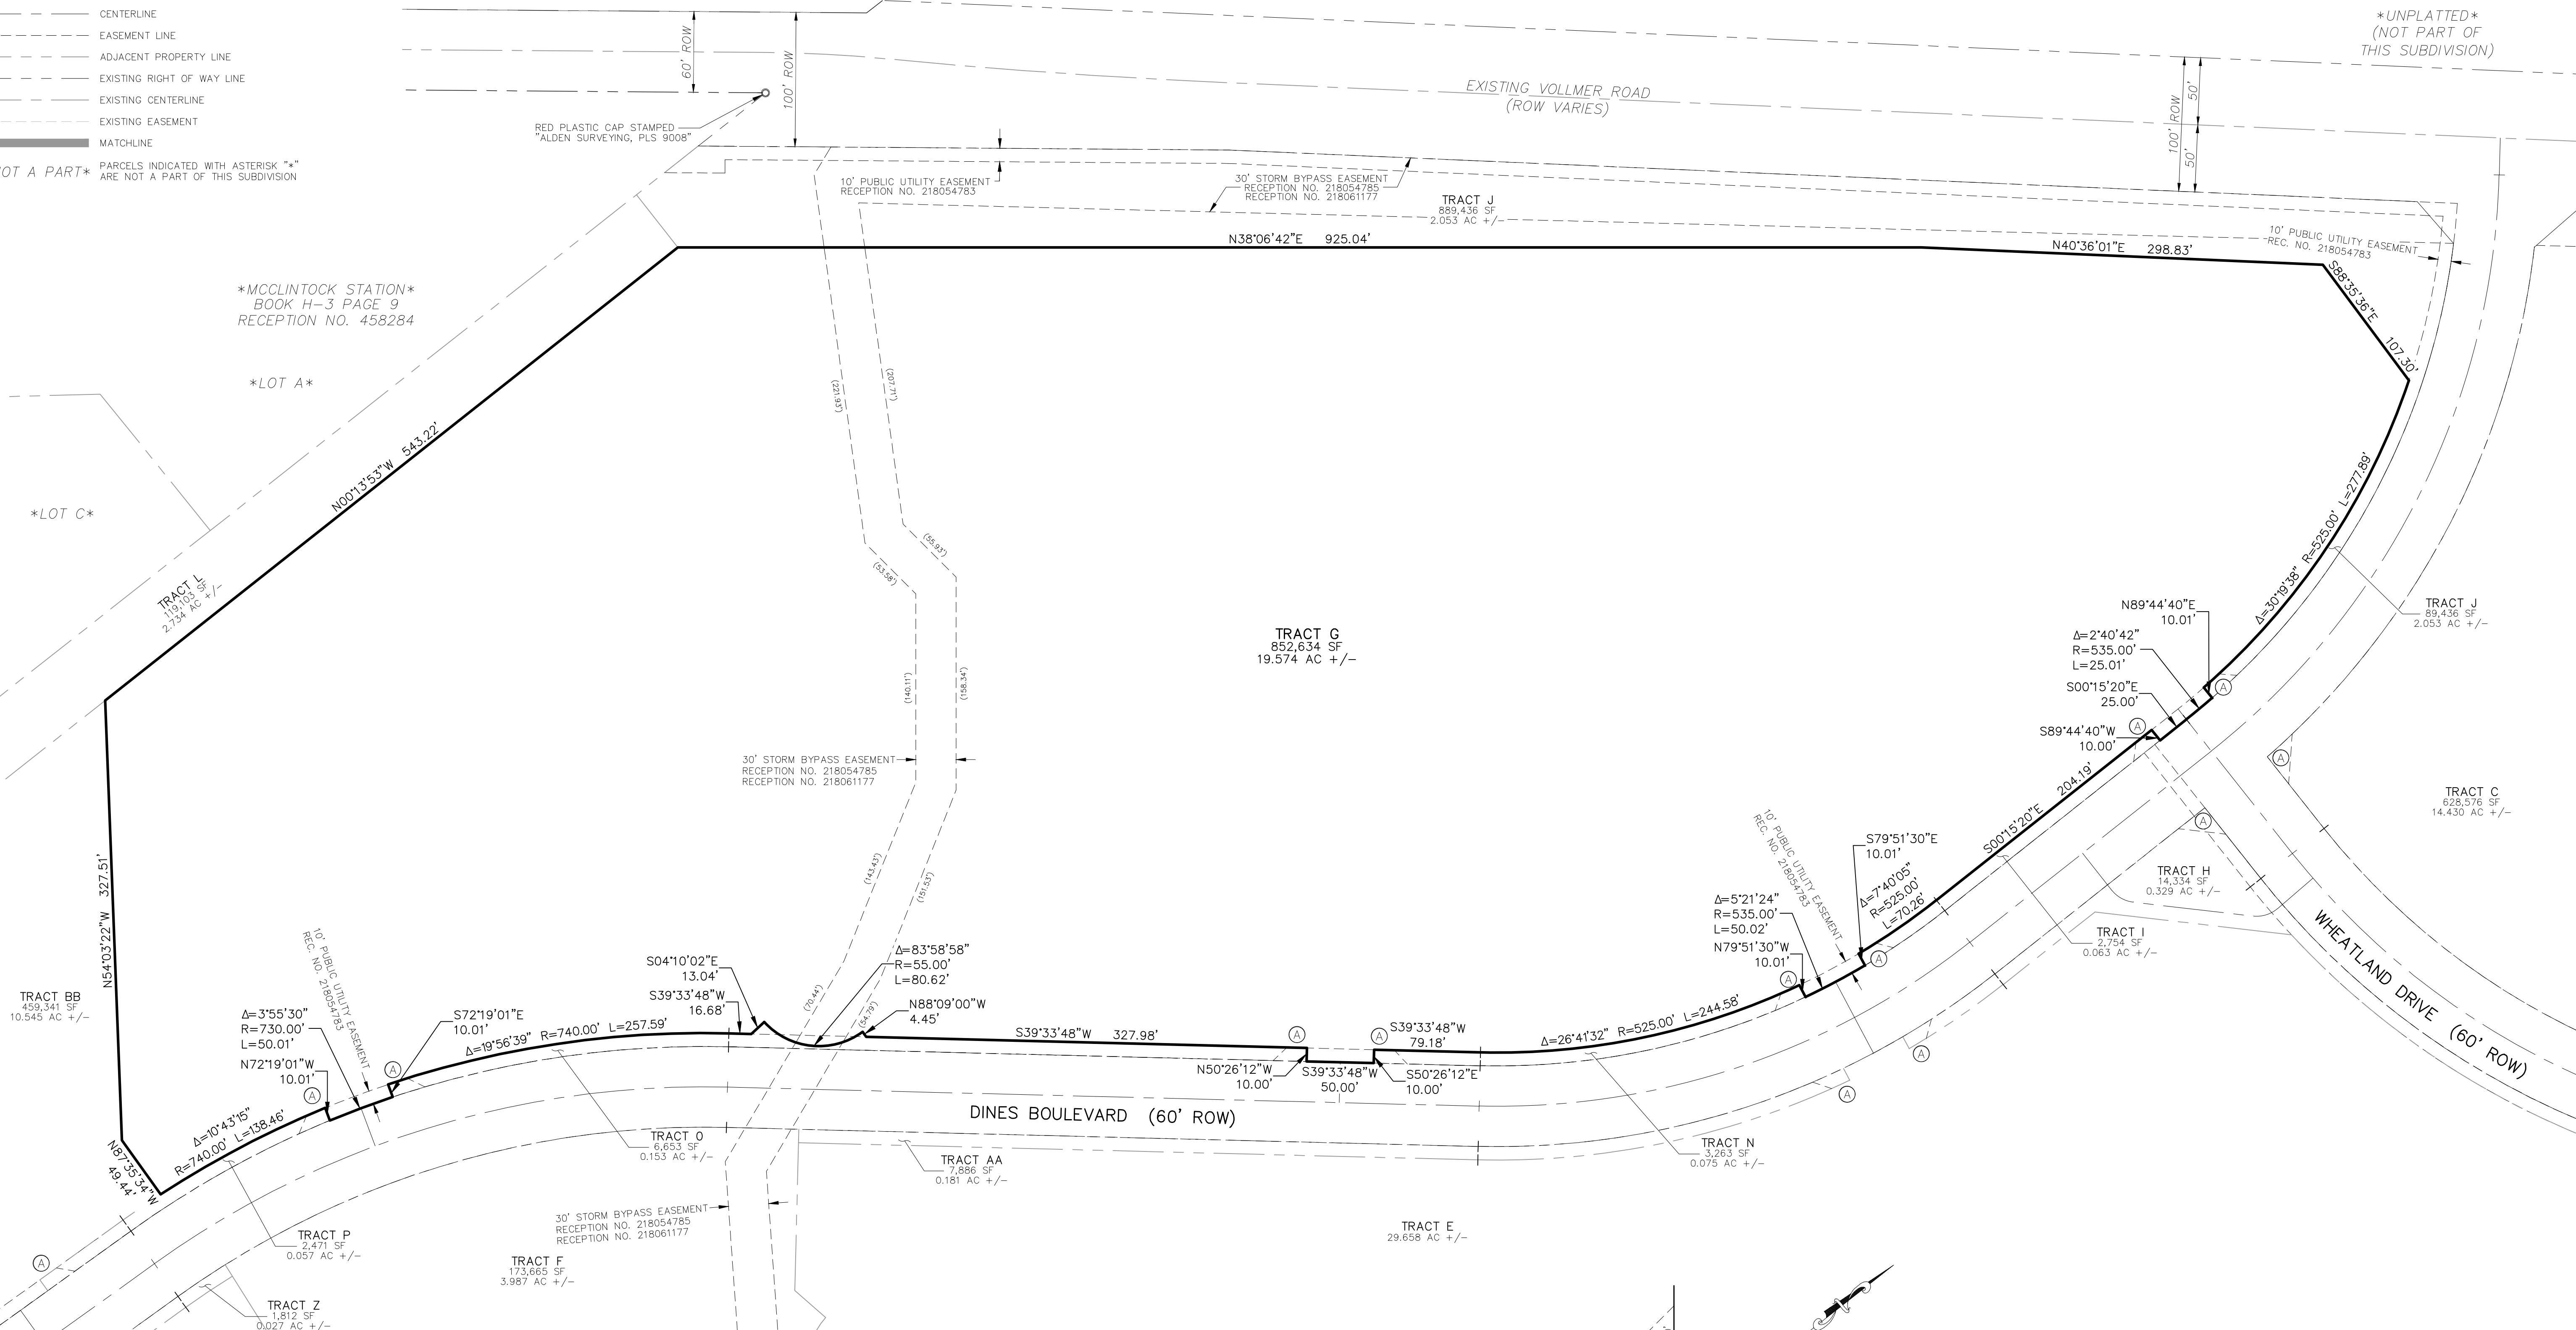 CENTERLINE
EASEMENT LINE
ADJACENT PROPERTY LINE
EXISTING RIGHT OF WAY LINE
EXISTING CENTERLINE
EXISTING EASEMENT
MATCHLINE
OT A PART* PARCELS INDICATED WITH ASTERISK "*"
ARE NOT A PART OF THIS SUBDIVISION
60' ROW
100' ROW
RED PLASTIC CAP STAMPED
"ALDEN SURVEYING, PLS 9008"
EXISTING VOLLMER ROAD
(ROW VARIES)
*UNPLATTED*
(NOT PART OF
THIS SUBDIVISION)
100' ROW
50'
50'
10' PUBLIC UTILITY EASEMENT
RECEPTION NO. 218054783
30' STORM BYPASS EASEMENT
RECEPTION NO. 218054785
RECEPTION NO. 218061177
TRACT J
889,436 SF
2.053 AC +/-
10' PUBLIC UTILITY EASEMENT
REC. NO. 218054783
N38°06'42"E 925.04'
N40°36'01"E 298.83'
S88°35'36"E
107.30'
*MCCLINTOCK STATION*
BOOK H-3 PAGE 9
RECEPTION NO. 458284
*LOT A*
*LOT C*
N00°13'53"W 543.22'
TRACT L
119,103 SF
2.734 AC +/-
(221.93')
(207.71')
(53.58')
(55.93')
(140.11')
(158.34')
TRACT G
852,634 SF
19.574 AC +/-
Δ=30°19'38" R=525.00' L=277.89'
N89°44'40"E
10.01'
Δ=2°40'42"
R=535.00'
L=25.01'
S00°15'20"E
25.00'
S89°44'40"W
10.00'
TRACT J
89,436 SF
2.053 AC +/-
A
A
A
A
30' STORM BYPASS EASEMENT
RECEPTION NO. 218054785
RECEPTION NO. 218061177
(143.43')
(151.53')
(70.44')
(54.79')
S00°15'20"E 204.19'
TRACT C
628,576 SF
14.430 AC +/-
10' PUBLIC UTILITY EASEMENT
REC. NO. 218054783
S79°51'30"E
10.01'
Δ=7°40'05"
R=525.00'
L=70.26'
Δ=5°21'24"
R=535.00'
L=50.02'
N79°51'30"W
10.01'
TRACT H
14,334 SF
0.329 AC +/-
TRACT I
2,754 SF
0.063 AC +/-
WHEATLAND DRIVE (60' ROW)
N54°03'22"W 327.51'
TRACT BB
459,341 SF
10.545 AC +/-
10' PUBLIC UTILITY EASEMENT
REC. NO. 218054783
Δ=3°55'30"
R=730.00'
L=50.01'
N72°19'01"W
10.01'
S72°19'01"E
10.01'
Δ=19°56'39" R=740.00' L=257.59'
S04°10'02"E
13.04'
S39°33'48"W
16.68'
Δ=83°58'58"
R=55.00'
L=80.62'
N88°09'00"W
4.45'
S39°33'48"W 327.98'
N50°26'12"W
10.00'
S39°33'48"W
50.00'
S50°26'12"E
10.00'
S39°33'48"W
79.18'
Δ=26°41'32" R=525.00' L=244.58'
A
A
A
A
A
A
A
A
A
N87°35'34"W
49.44'
Δ=10°43'15"
R=740.00' L=138.46'
DINES BOULEVARD (60' ROW)
TRACT O
6,653 SF
0.153 AC +/-
TRACT AA
7,886 SF
0.181 AC +/-
TRACT N
3,263 SF
0.075 AC +/-
TRACT P
2,471 SF
0.057 AC +/-
30' STORM BYPASS EASEMENT
RECEPTION NO. 218054785
RECEPTION NO. 218061177
TRACT F
173,665 SF
3.987 AC +/-
TRACT E
29.658 AC +/-
TRACT Z
1,812 SF
0.027 AC +/-